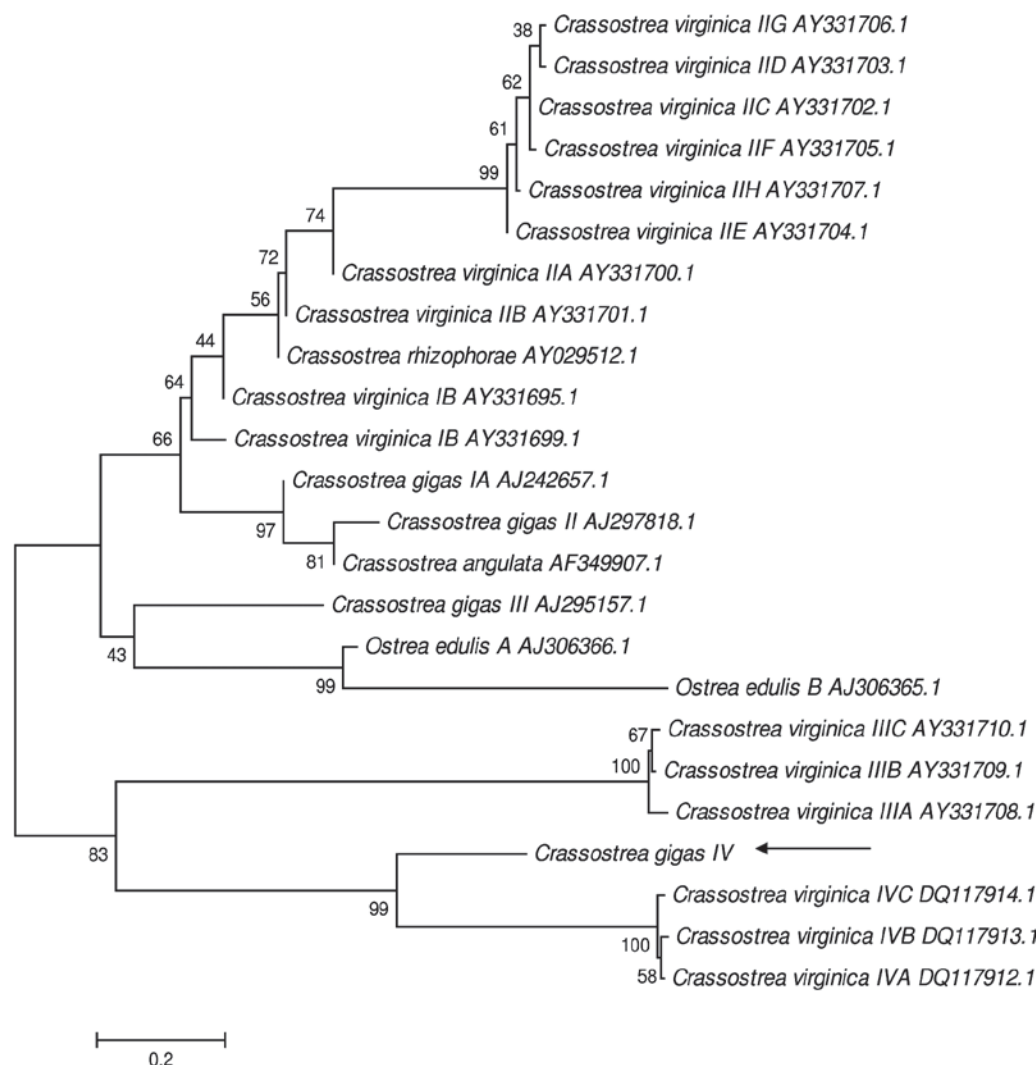 Crassostrea virginica IIG AY331706.1
38
Crassostrea virginica IID AY331703.1
62
Crassostrea virginica IIC AY331702.1
61
Crassostrea virginica IIF AY331705.1
99
Crassostrea virginica IIH AY331707.1
74
Crassostrea virginica IIE AY331704.1
72
Crassostrea virginica IIA AY331700.1
56
Crassostrea virginica IIB AY331701.1
44
Crassostrea rhizophorae AY029512.1
64
Crassostrea virginica IB AY331695.1
66
Crassostrea virginica IB AY331699.1
Crassostrea gigas IA AJ242657.1
97
Crassostrea gigas II AJ297818.1
81
Crassostrea angulata AF349907.1
Crassostrea gigas III AJ295157.1
43
Ostrea edulis A AJ306366.1
99
Ostrea edulis B AJ306365.1
67
Crassostrea virginica IIIC AY331710.1
100
Crassostrea virginica IIIB AY331709.1
Crassostrea virginica IIIA AY331708.1
83
Crassostrea gigas IV
99
Crassostrea virginica IVC DQ117914.1
100
Crassostrea virginica IVB DQ117913.1
58
Crassostrea virginica IVA DQ117912.1
0.2